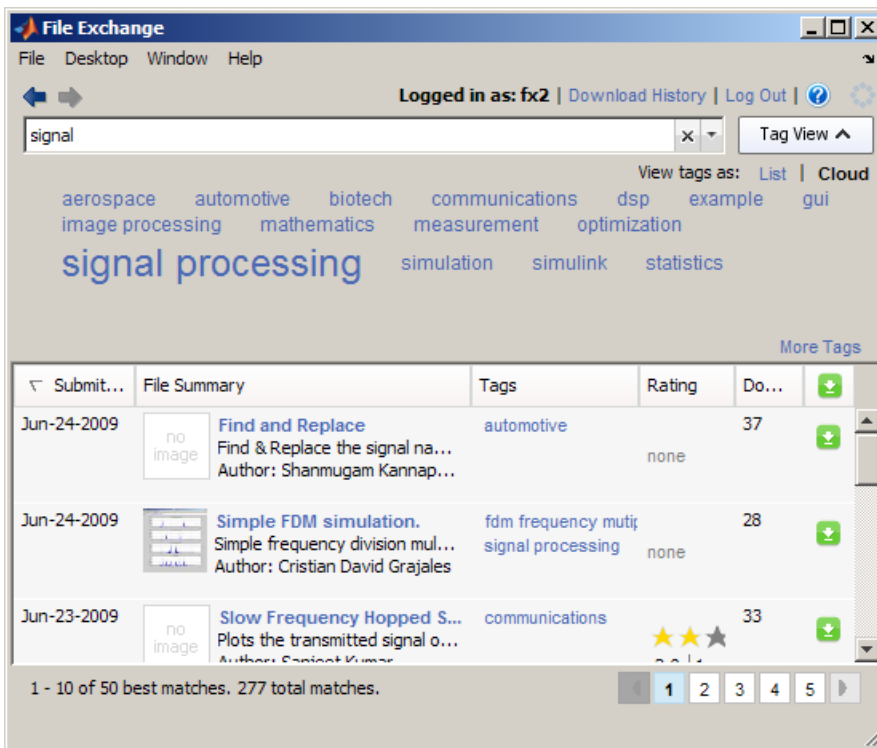 File Exchange
File Desktop Window Help
Logged in as: fx2 | Download History | Log Out | ?
signal
Tag View
View tags as: List | Cloud
aerospace automotive biotech communications dsp example gui
image processing mathematics measurement optimization
signal processing simulation simulink statistics
More Tags
Submit... File Summary Tags Rating Do...
Jun-24-2009 no image Find and Replace automotive none 37
Find & Replace the signal na...
Author: Shanmugam Kannap...
Jun-24-2009 Simple FDM simulation. fdm frequency mutip 28
Simple frequency division mul... signal processing none
Author: Cristian David Grajales
Jun-23-2009 no image Slow Frequency Hopped S... communications 33
Plots the transmitted signal o...
Author: Sanjeet Kumar
1 - 10 of 50 best matches. 277 total matches. 1 2 3 4 5